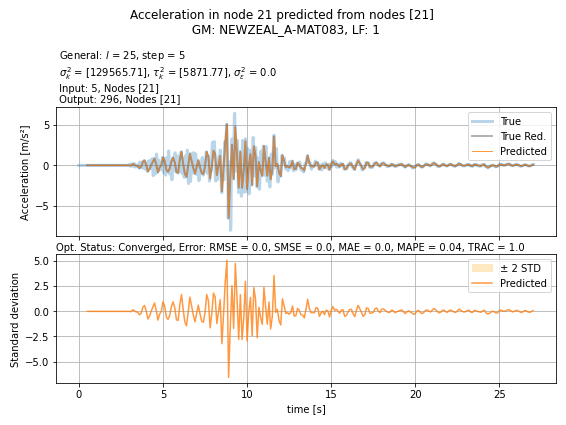 Acceleration in node 21 predicted from nodes [21]
GM: NEWZEAL_A-MAT083, LF: 1
General: l = 25, step = 5
σ²ₖ = [129565.71], τ²ₖ = [5871.77], σ²ε = 0.0
Input: 5, Nodes [21]
Output: 296, Nodes [21]
Acceleration [m/s²]
5
0
−5
True
True Red.
Predicted
Opt. Status: Converged, Error: RMSE = 0.0, SMSE = 0.0, MAE = 0.0, MAPE = 0.04, TRAC = 1.0
Standard deviation
5.0
2.5
0.0
−2.5
−5.0
± 2 STD
Predicted
0 5 10 15 20 25
time [s]